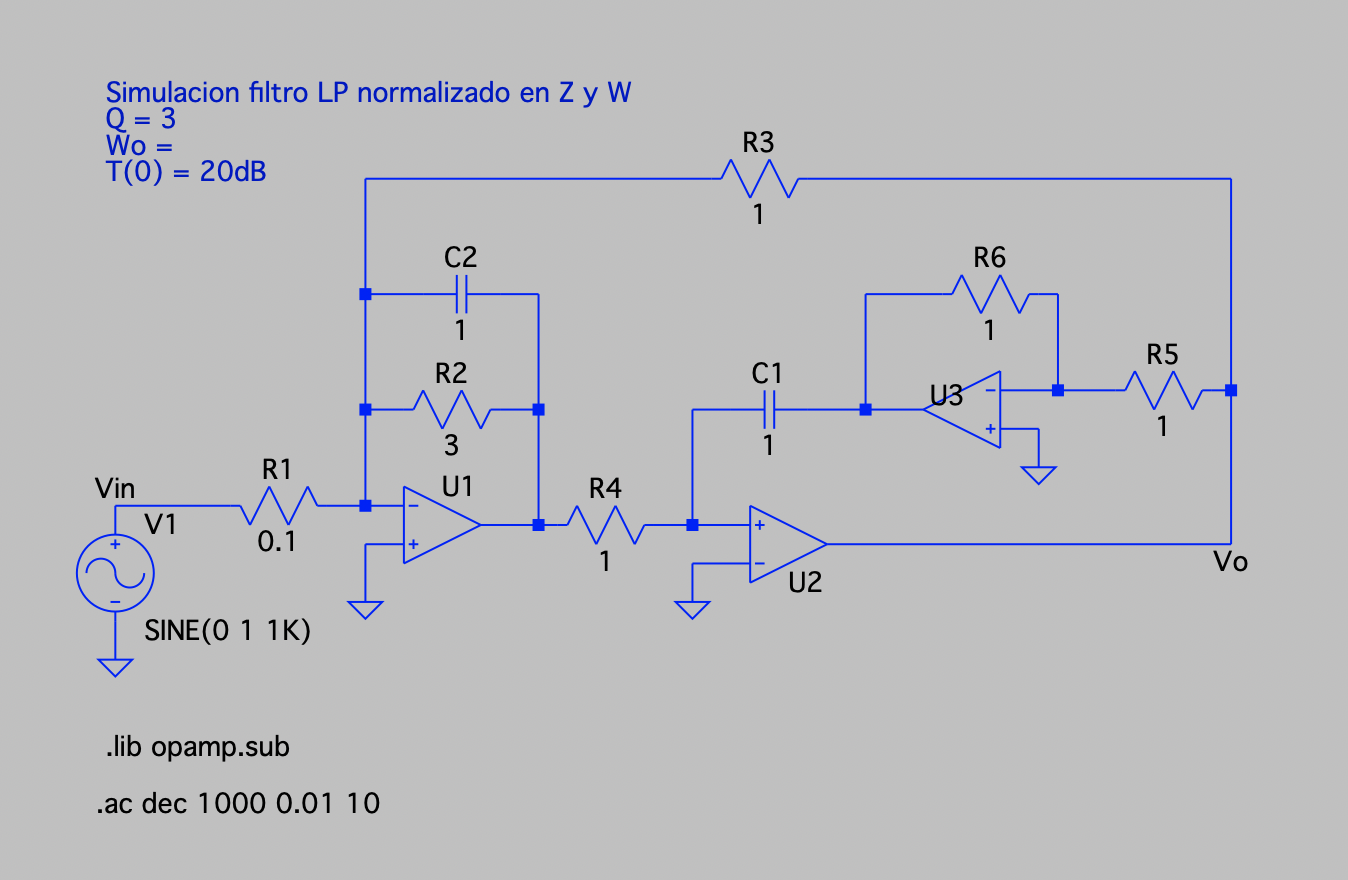 Simulacion filtro LP normalizado en Z y W
Q = 3
Wo =
T(0) = 20dB
R3
1
C2
1
R6
1
R2
3
C1
1
U3
R5
1
Vin
V1
R1
0.1
U1
R4
1
U2
Vo
SINE(0 1 1K)
.lib opamp.sub
.ac dec 1000 0.01 10